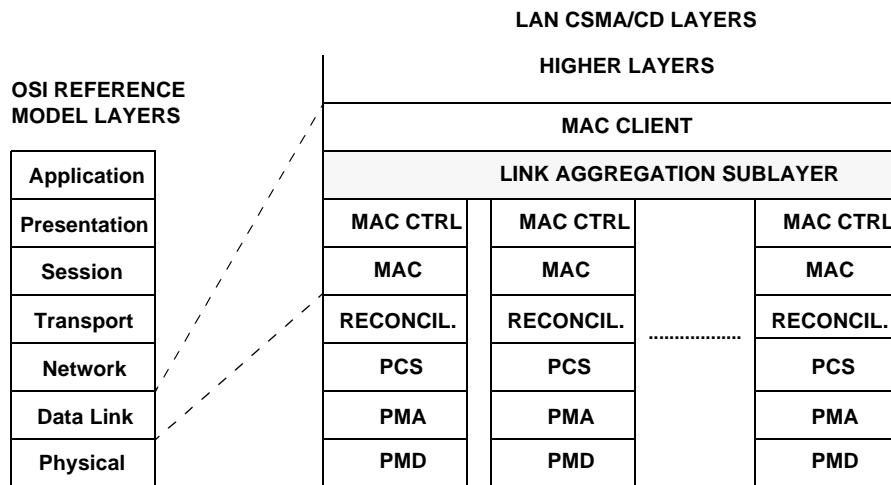 LAN CSMA/CD LAYERS
HIGHER LAYERS
OSI REFERENCE
MODEL LAYERS
MAC CLIENT
Application
LINK AGGREGATION SUBLAYER
Presentation
MAC CTRL
MAC CTRL
MAC CTRL
Session
MAC
MAC
MAC
Transport
RECONCIL.
RECONCIL.
RECONCIL.
Network
PCS
PCS
PCS
Data Link
PMA
PMA
PMA
Physical
PMD
PMD
PMD